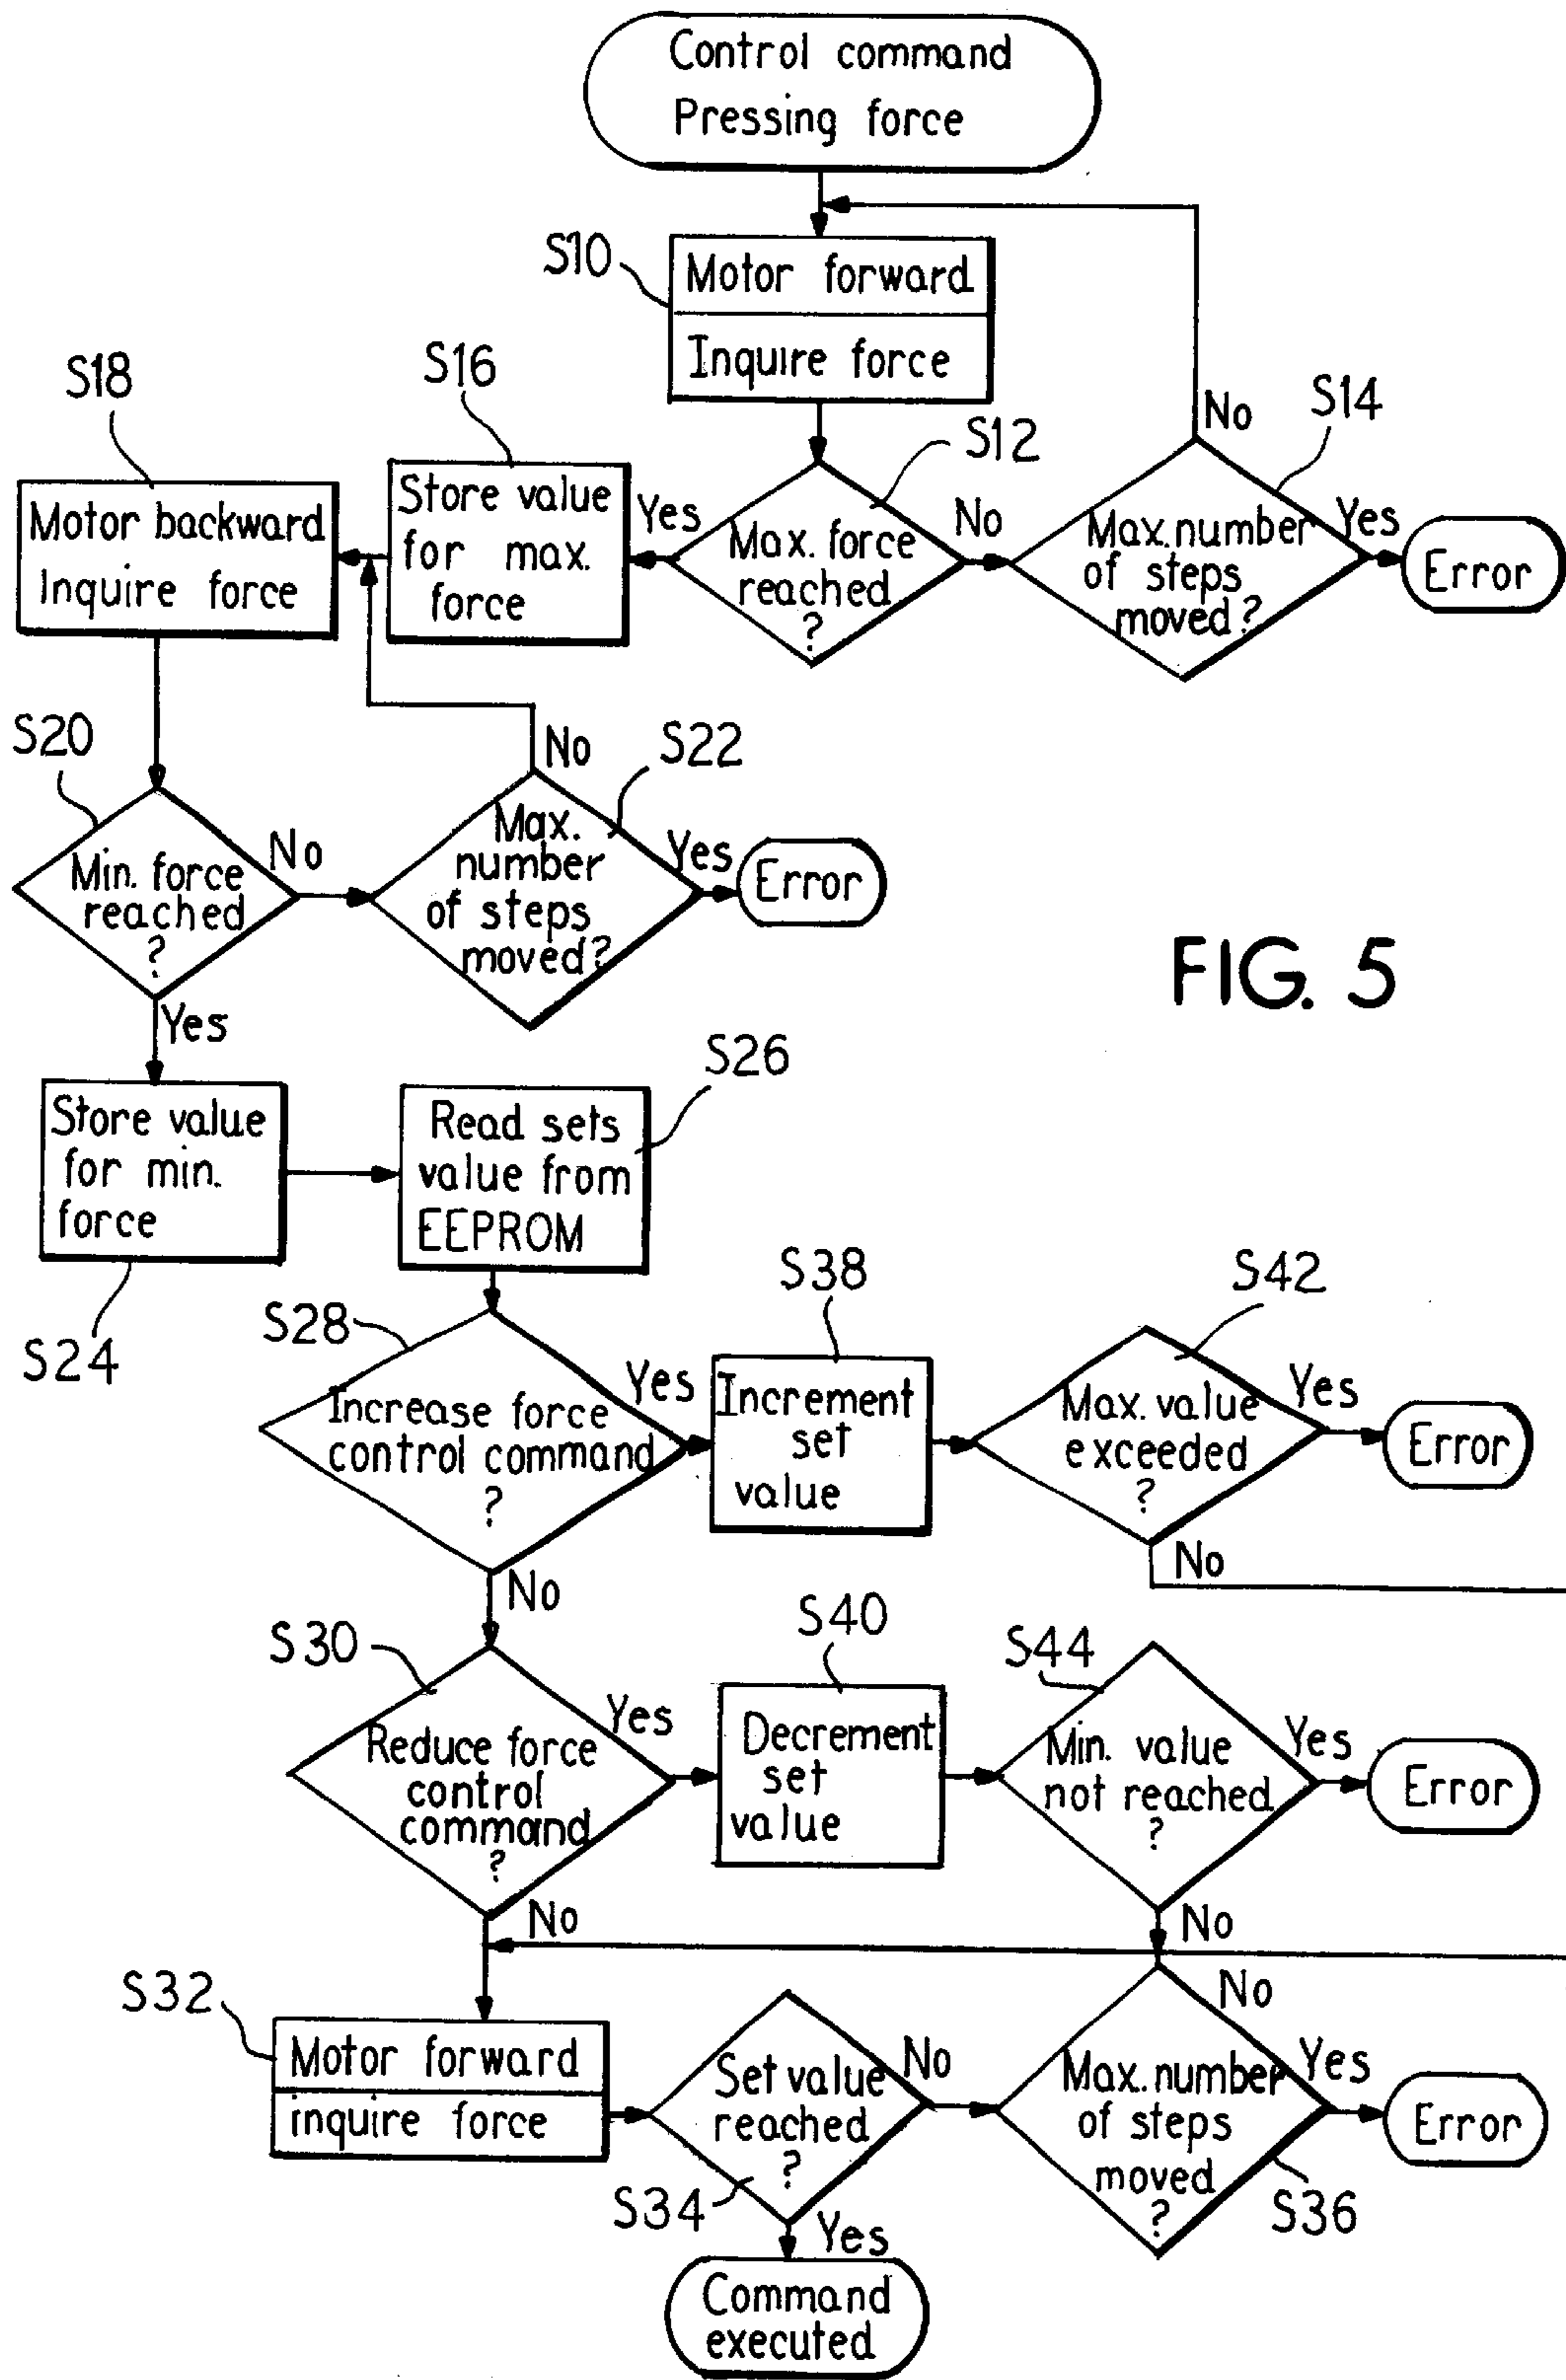 Control command
Pressing force
S10
Motor forward
Inquire force
S12
No
S14
S18
S16
Motor backward
Inquire force
Store value
for max.
force
Yes
Max. force
reached
?
No
Max. number
of steps
moved?
Yes
Error
S20
No
S22
Min. force
reached
?
No
Max.
number
of steps
moved?
Yes
Error
FIG. 5
Yes
Store value
for min.
force
S24
Read sets
value from
EEPROM
S26
S28
Increase force
control command
?
Yes
S38
Increment
set
value
S42
Max. value
exceeded
?
Yes
Error
No
No
S30
Reduce force
control
command
?
Yes
S40
Decrement
set
value
S44
Min. value
not reached
?
Yes
Error
No
No
S32
Motor forward
inquire force
Set value
reached
?
S34
No
No
Max. number
of steps
moved
?
S36
Yes
Error
Yes
Command
executed